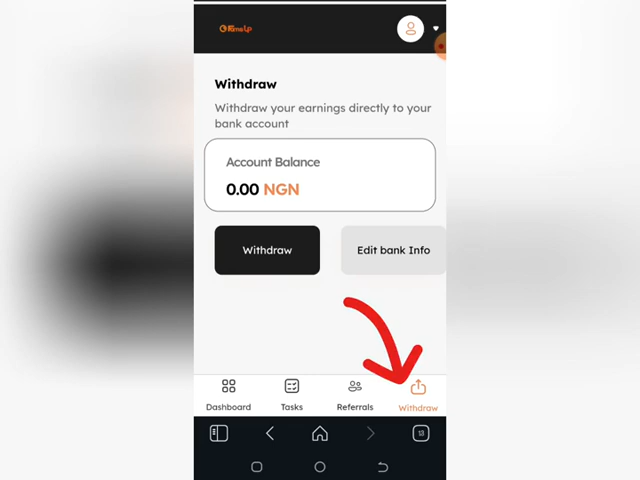 Withdraw
Withdraw your earnings directly to your
bank account
Account Balance
0.00 NGN
Withdraw
Edit bank Info
Dashboard
Tasks
Referrals
Withdraw